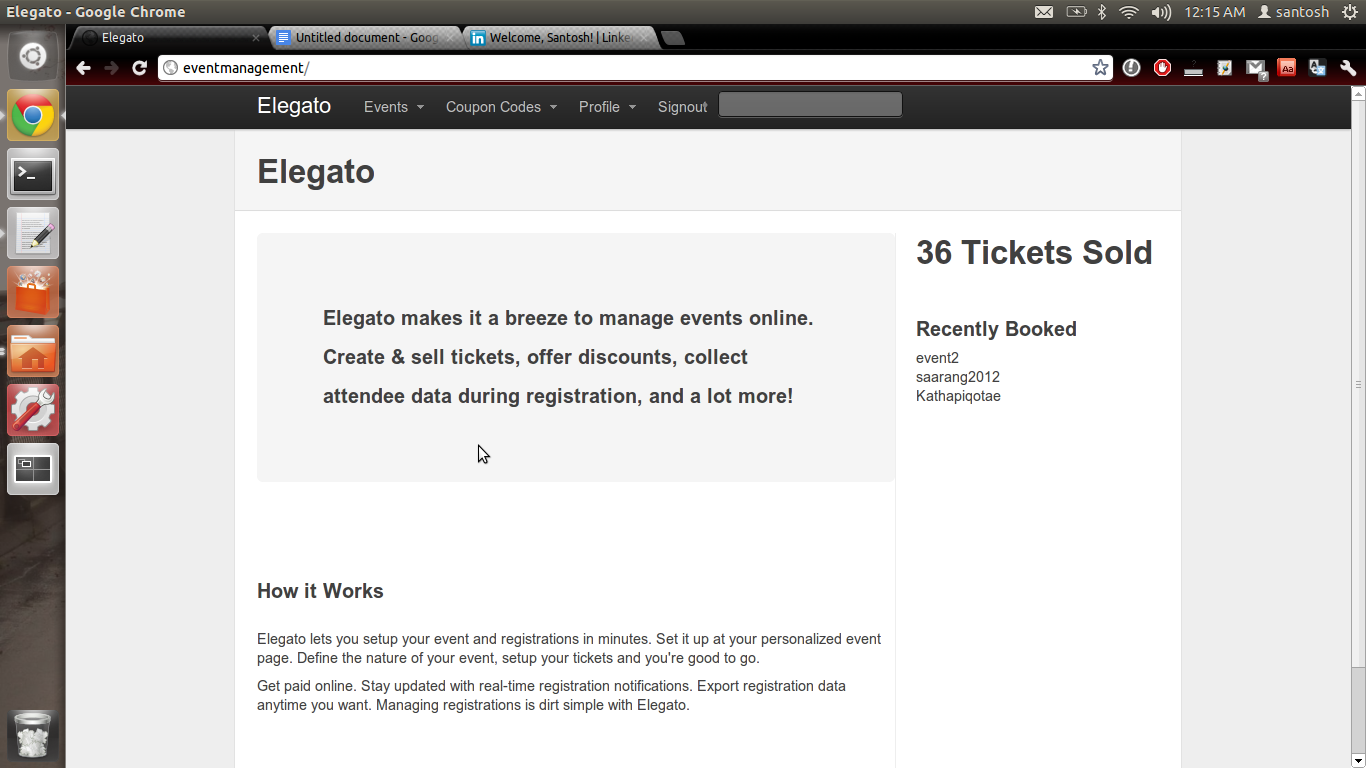 Elegato - Google Chrome
12:15 AM santosh
Elegato
Untitled document - Goog
Welcome, Santosh! | Linke
eventmanagement/
Aa
Elegato Events Coupon Codes Profile Signout
Elegato
Elegato makes it a breeze to manage events online.
Create & sell tickets, offer discounts, collect
attendee data during registration, and a lot more!
36 Tickets Sold
Recently Booked
event2
saarang2012
Kathapiqotae
How it Works
Elegato lets you setup your event and registrations in minutes. Set it up at your personalized event
page. Define the nature of your event, setup your tickets and you're good to go.
Get paid online. Stay updated with real-time registration notifications. Export registration data
anytime you want. Managing registrations is dirt simple with Elegato.